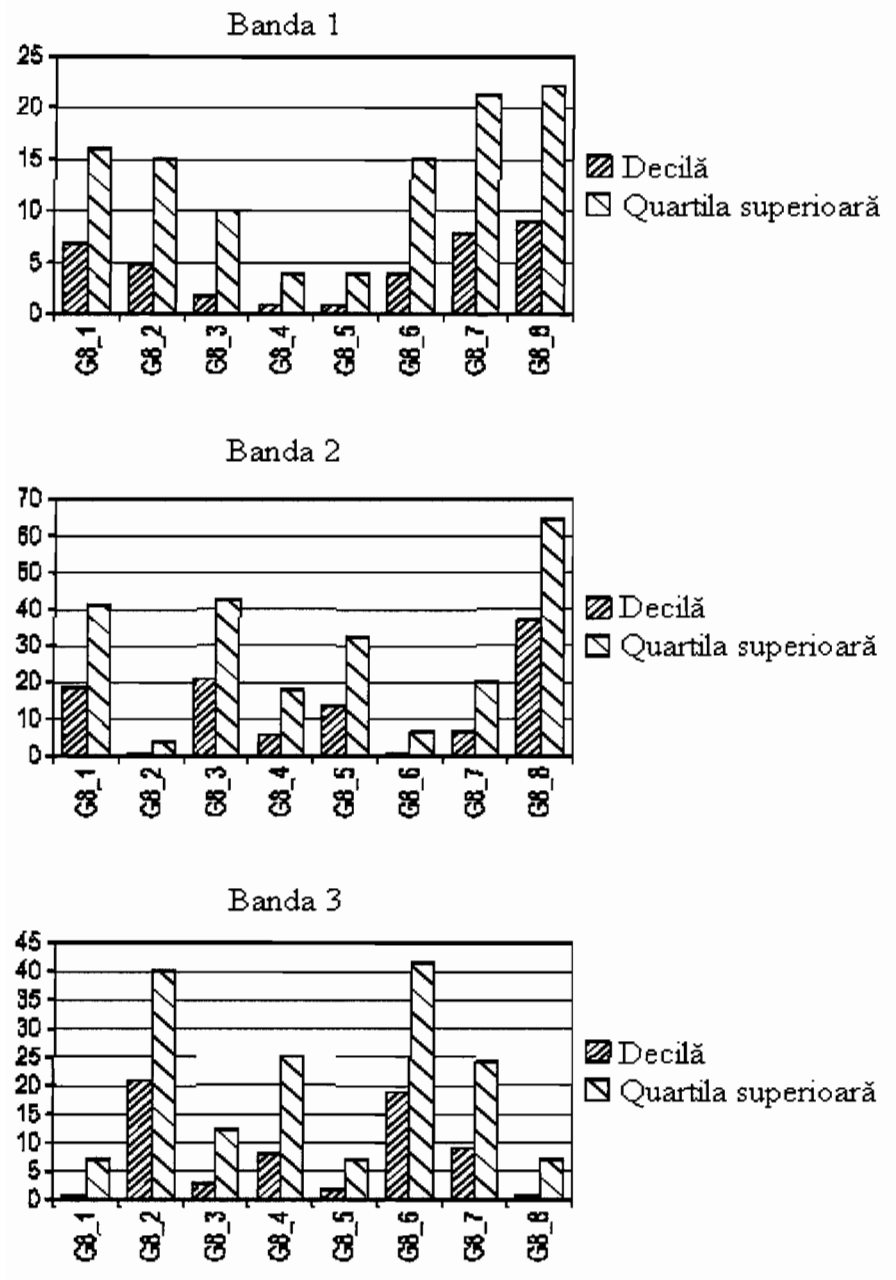 Banda 1
25
20
15
10
5
0
G8_1
G8_2
G8_3
G8_4
G8_5
G8_6
G8_7
G8_8
Decilă
Quartila superioară
Banda 2
70
60
50
40
30
20
10
0
G8_1
G8_2
G8_3
G8_4
G8_5
G8_6
G8_7
G8_8
Decilă
Quartila superioară
Banda 3
45
40
35
30
25
20
15
10
5
0
G8_1
G8_2
G8_3
G8_4
G8_5
G8_6
G8_7
G8_8
Decilă
Quartila superioară